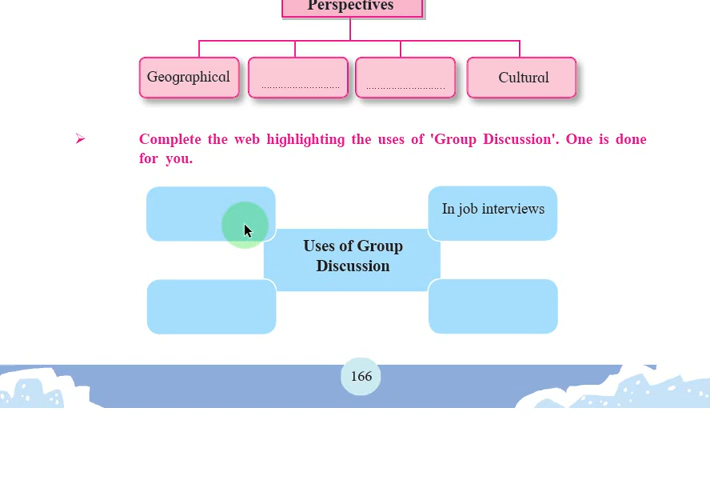 Perspectives
Geographical
Cultural
➢ Complete the web highlighting the uses of 'Group Discussion'. One is done
for you.
In job interviews
Uses of Group
Discussion
166